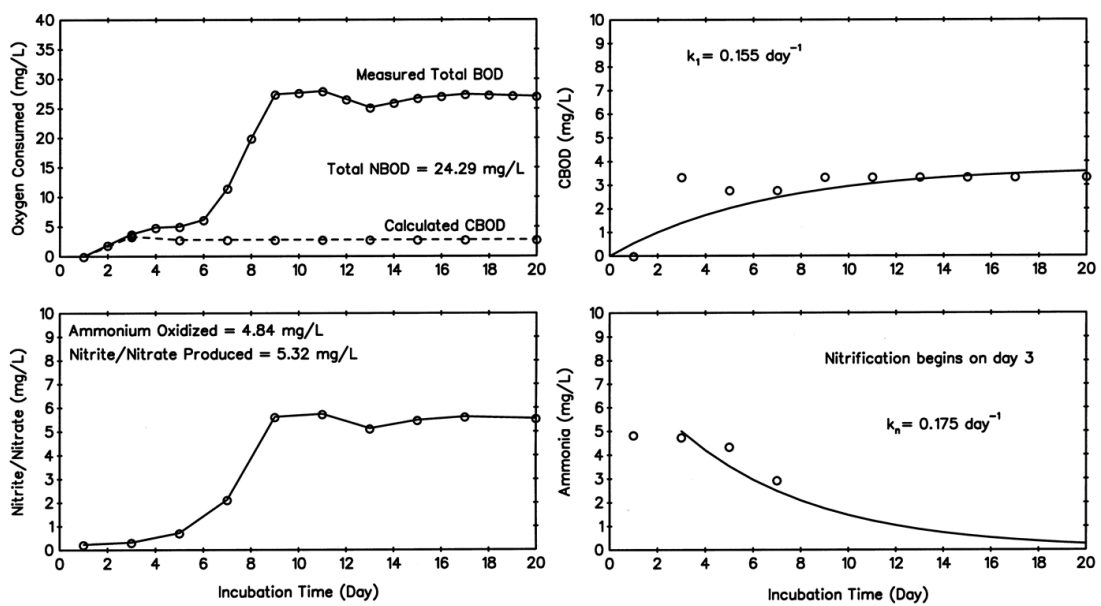 40
35
30
25
20
15
10
5
0
Oxygen Consumed (mg/L)
Measured Total BOD
Total NBOD = 24.29 mg/L
Calculated CBOD
0 2 4 6 8 10 12 14 16 18 20
10
9
8
7
6
5
4
3
2
1
0
CBOD (mg/L)
k₁= 0.155 day⁻¹
0 2 4 6 8 10 12 14 16 18 20
10
9
8
7
6
5
4
3
2
1
0
Nitrite/Nitrate (mg/L)
Ammonium Oxidized = 4.84 mg/L
Nitrite/Nitrate Produced = 5.32 mg/L
0 2 4 6 8 10 12 14 16 18 20
Incubation Time (Day)
10
9
8
7
6
5
4
3
2
1
0
Ammonia (mg/L)
Nitrification begins on day 3
kₙ= 0.175 day⁻¹
0 2 4 6 8 10 12 14 16 18 20
Incubation Time (Day)